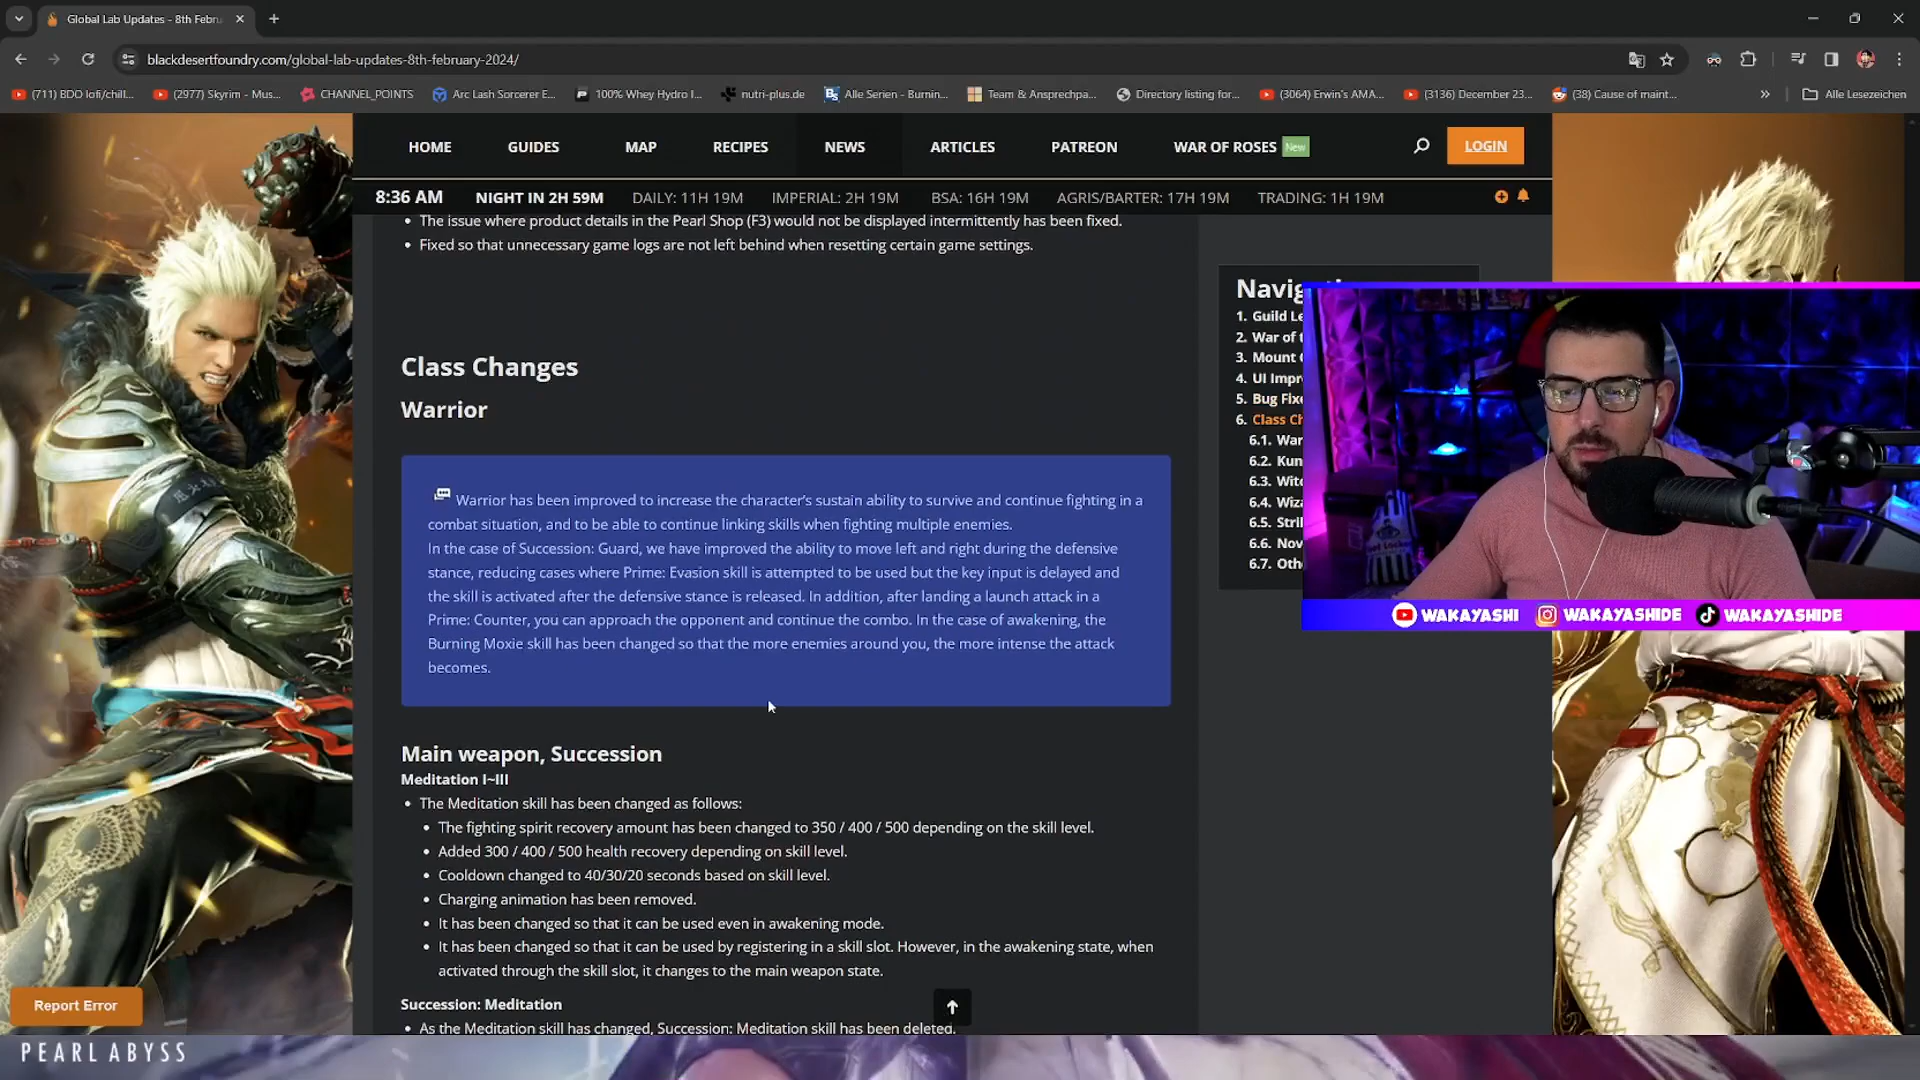 Global Lab Updates - 8th Febru
blackdesertfoundry.com/global-lab-updates-8th-february-2024/
(711) BDO lofi/chill...
(2977) Skyrim - Mus...
CHANNEL_POINTS
Arc Lash Sorcerer E...
100% Whey Hydro I...
nutri-plus.de
Bs
Alle Serien - Burnin...
Team & Ansprechpa...
Directory listing for...
(3064) Erwin's AMA...
(3136) December 23...
(38) Cause of maint...
Alle Lesezeichen
HOME
GUIDES
MAP
RECIPES
NEWS
ARTICLES
PATREON
WAR OF ROSES New
LOGIN
8:36 AM
NIGHT IN 2H 59M
DAILY: 11H 19M
IMPERIAL: 2H 19M
BSA: 16H 19M
AGRIS/BARTER: 17H 19M
TRADING: 1H 19M
The issue where product details in the Pearl Shop (F3) would not be displayed intermittently has been fixed.
Fixed so that unnecessary game logs are not left behind when resetting certain game settings.
Class Changes
Warrior
Warrior has been improved to increase the character's sustain ability to survive and continue fighting in a
combat situation, and to be able to continue linking skills when fighting multiple enemies.
In the case of Succession: Guard, we have improved the ability to move left and right during the defensive
stance, reducing cases where Prime: Evasion skill is attempted to be used but the key input is delayed and
the skill is activated after the defensive stance is released. In addition, after landing a launch attack in a
Prime: Counter, you can approach the opponent and continue the combo. In the case of awakening, the
Burning Moxie skill has been changed so that the more enemies around you, the more intense the attack
becomes.
Main weapon, Succession
Meditation I~III
The Meditation skill has been changed as follows:
The fighting spirit recovery amount has been changed to 350 / 400 / 500 depending on the skill level.
Added 300 / 400 / 500 health recovery depending on skill level.
Cooldown changed to 40/30/20 seconds based on skill level.
Charging animation has been removed.
It has been changed so that it can be used even in awakening mode.
It has been changed so that it can be used by registering in a skill slot. However, in the awakening state, when
activated through the skill slot, it changes to the main weapon state.
Succession: Meditation
As the Meditation skill has changed, Succession: Meditation skill has been deleted.
Navig
1. Guild Le
2. War of t
3. Mount
4. UI Impr
5. Bug Fixe
6. Class Ch
6.1. War
6.2. Kun
6.3. Witc
6.4. Wiza
6.5. Stril
6.6. Nov
6.7. Oth
WAKAYASHI
WAKAYASHIDE
WAKAYASHIDE
Report Error
PEARL ABYSS